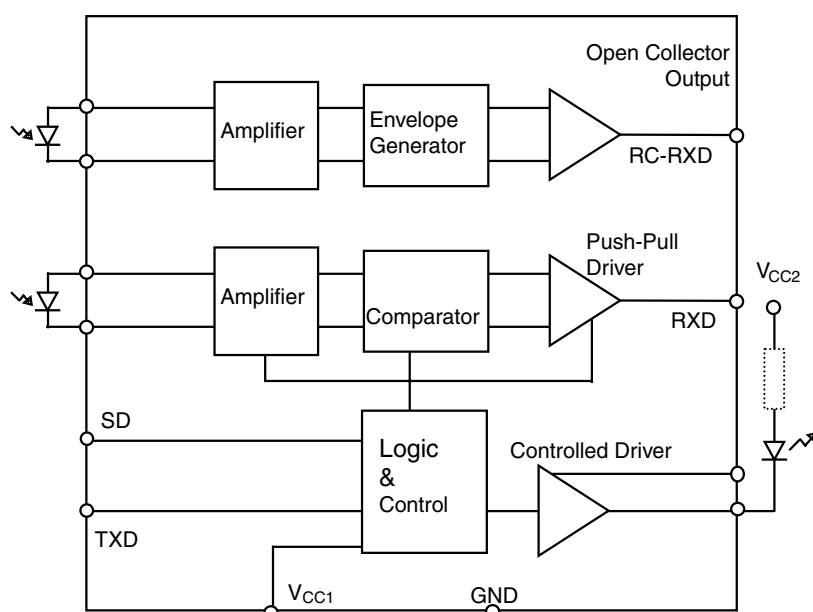 Open Collector
Output
Amplifier
Envelope
Generator
RC-RXD
Push-Pull
Driver
Amplifier
Comparator
RXD
VCC2
SD
Logic
&
Control
Controlled Driver
TXD
VCC1
GND